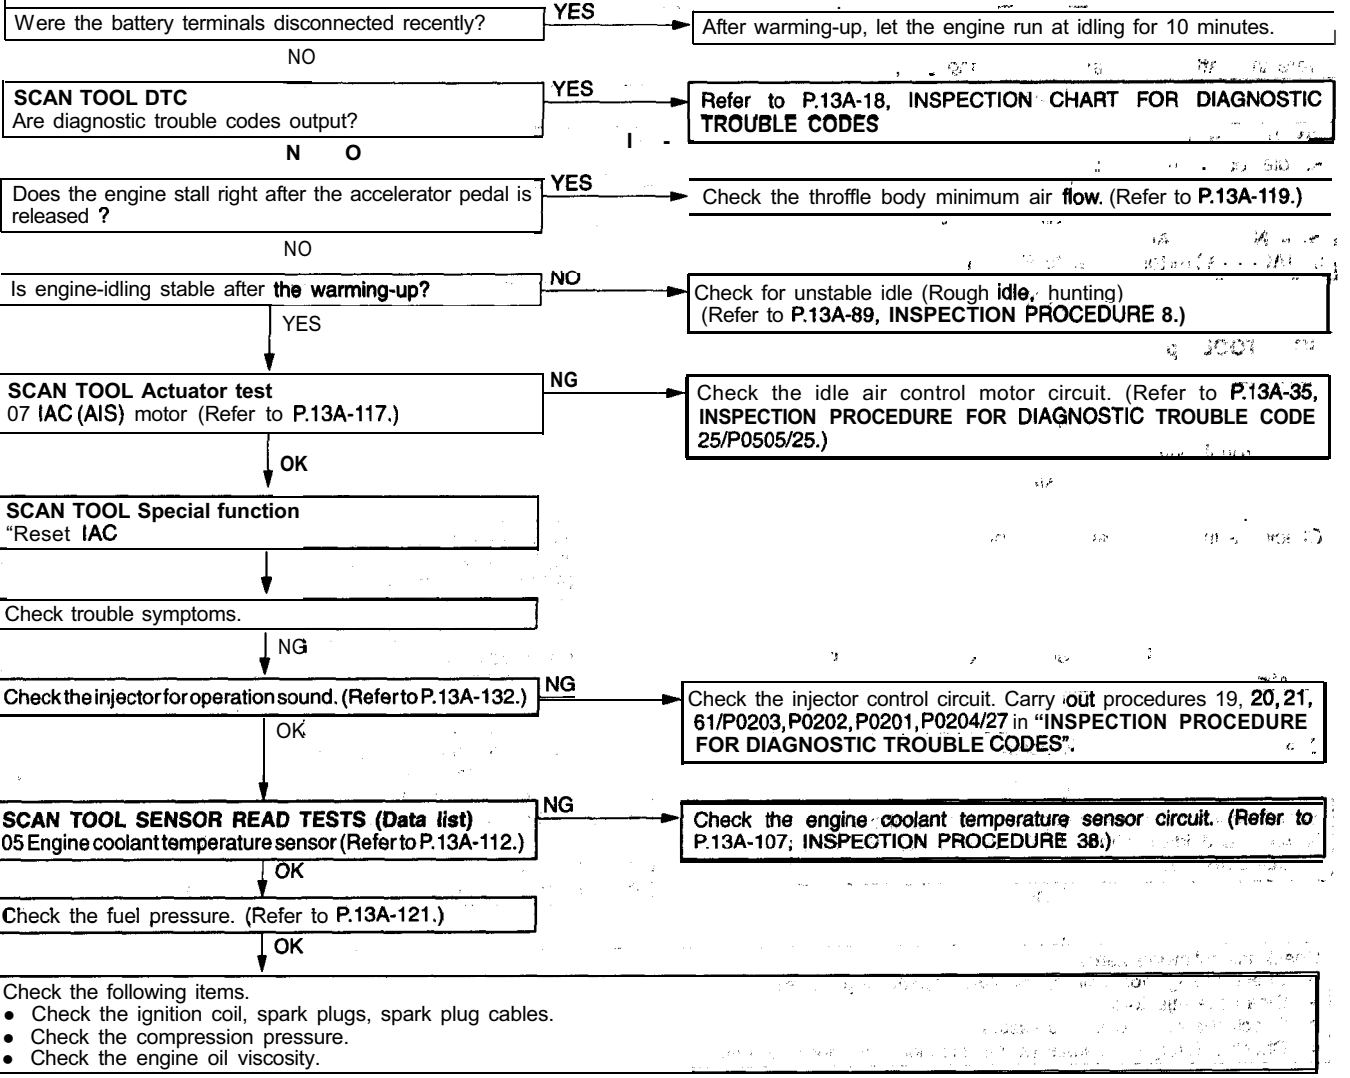 Were the battery terminals disconnected recently?
YES
After warming-up, let the engine run at idling for 10 minutes.
NO
SCAN TOOL DTC
Are diagnostic trouble codes output?
YES
Refer to P.13A-18, INSPECTION CHART FOR DIAGNOSTIC
TROUBLE CODES
N O
Does the engine stall right after the accelerator pedal is
released ?
YES
Check the throffle body minimum air flow. (Refer to P.13A-119.)
NO
Is engine-idling stable after the warming-up?
NO
Check for unstable idle (Rough idle, hunting)
(Refer to P.13A-89, INSPECTION PROCEDURE 8.)
YES
SCAN TOOL Actuator test
07 IAC (AIS) motor (Refer to P.13A-117.)
NG
Check the idle air control motor circuit. (Refer to P.13A-35,
INSPECTION PROCEDURE FOR DIAGNOSTIC TROUBLE CODE
25/P0505/25.)
OK
SCAN TOOL Special function
“Reset IAC
Check trouble symptoms.
NG
Check the injector for operation sound. (Refer to P.13A-132.)
NG
Check the injector control circuit. Carry out procedures 19, 20, 21,
61/P0203, P0202, P0201, P0204/27 in “INSPECTION PROCEDURE
FOR DIAGNOSTIC TROUBLE CODES”.
OK
SCAN TOOL SENSOR READ TESTS (Data list)
05 Engine coolant temperature sensor (Refer to P.13A-112.)
NG
Check the engine coolant temperature sensor circuit. (Refer to
P.13A-107, INSPECTION PROCEDURE 38.)
OK
Check the fuel pressure. (Refer to P.13A-121.)
OK
Check the following items.
● Check the ignition coil, spark plugs, spark plug cables.
● Check the compression pressure.
● Check the engine oil viscosity.